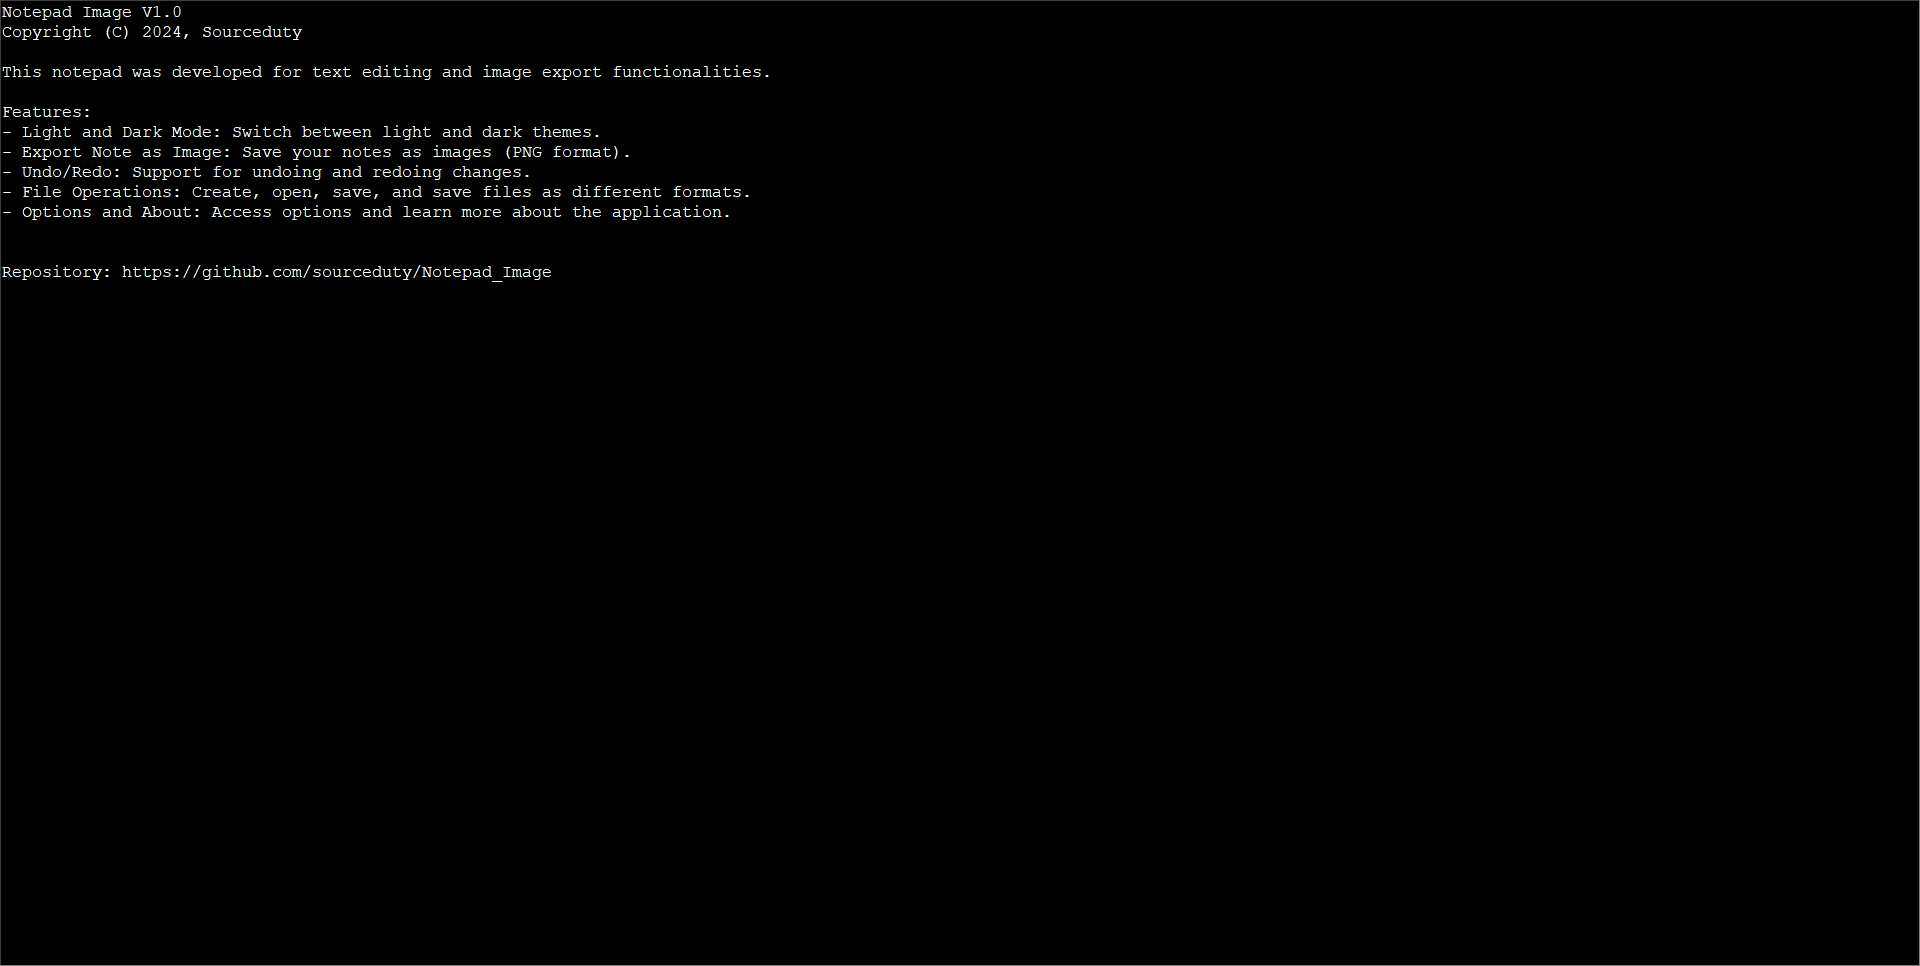 Notepad Image V1.0
Copyright (C) 2024, Sourceduty
This notepad was developed for text editing and image export functionalities.
Features:
- Light and Dark Mode: Switch between light and dark themes.
- Export Note as Image: Save your notes as images (PNG format).
- Undo/Redo: Support for undoing and redoing changes.
- File Operations: Create, open, save, and save files as different formats.
- Options and About: Access options and learn more about the application.
Repository: https://github.com/sourceduty/Notepad_Image